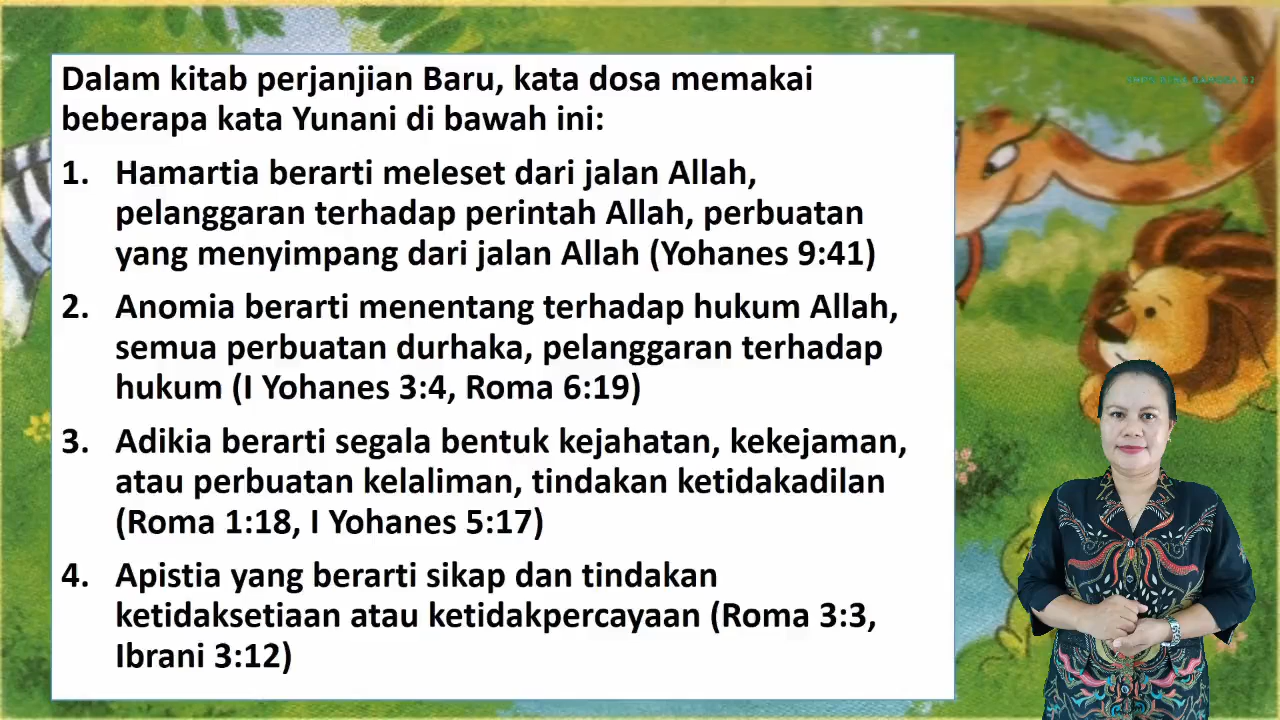 Dalam kitab perjanjian Baru, kata dosa memakai
beberapa kata Yunani di bawah ini:
1. Hamartia berarti meleset dari jalan Allah,
pelanggaran terhadap perintah Allah, perbuatan
yang menyimpang dari jalan Allah (Yohanes 9:41)
2. Anomia berarti menentang terhadap hukum Allah,
semua perbuatan durhaka, pelanggaran terhadap
hukum (I Yohanes 3:4, Roma 6:19)
3. Adikia berarti segala bentuk kejahatan, kekejaman,
atau perbuatan kelaliman, tindakan ketidakadilan
(Roma 1:18, I Yohanes 5:17)
4. Apistia yang berarti sikap dan tindakan
ketidaksetiaan atau ketidakpercayaan (Roma 3:3,
Ibrani 3:12)